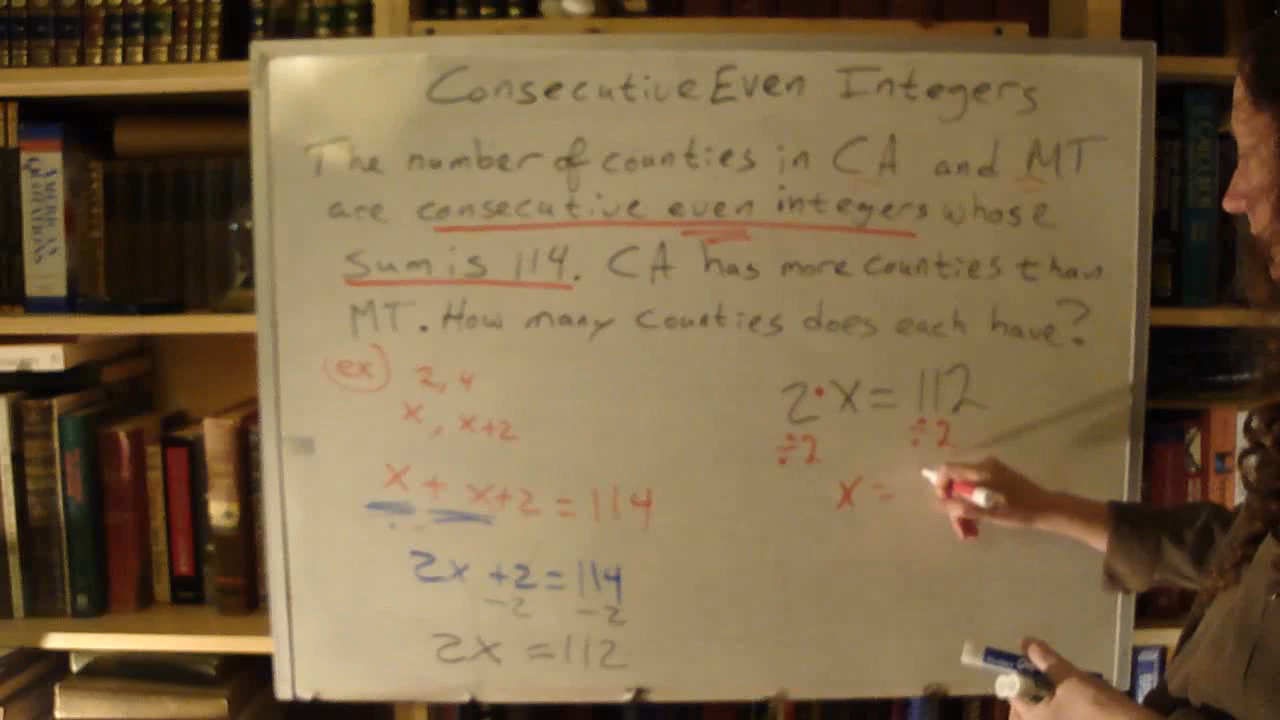 Consecutive Even Integers
The number of counties in CA and MT
are consecutive even integers whose
sum is 114. CA has more counties than
MT. How many counties does each have?
ex) 2, 4
x, x+2
x + x+2 = 114
2x +2 = 114
-2 -2
2x = 112
2•x = 112
÷2 ÷2
x =